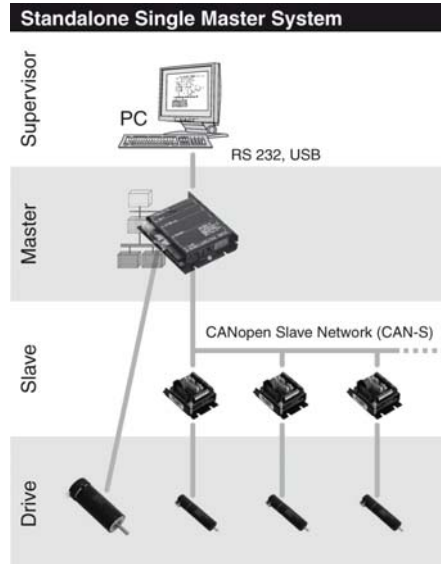 Standalone Single Master System
Supervisor
PC
RS 232, USB
Master
CANopen Slave Network (CAN-S)
Slave
Drive